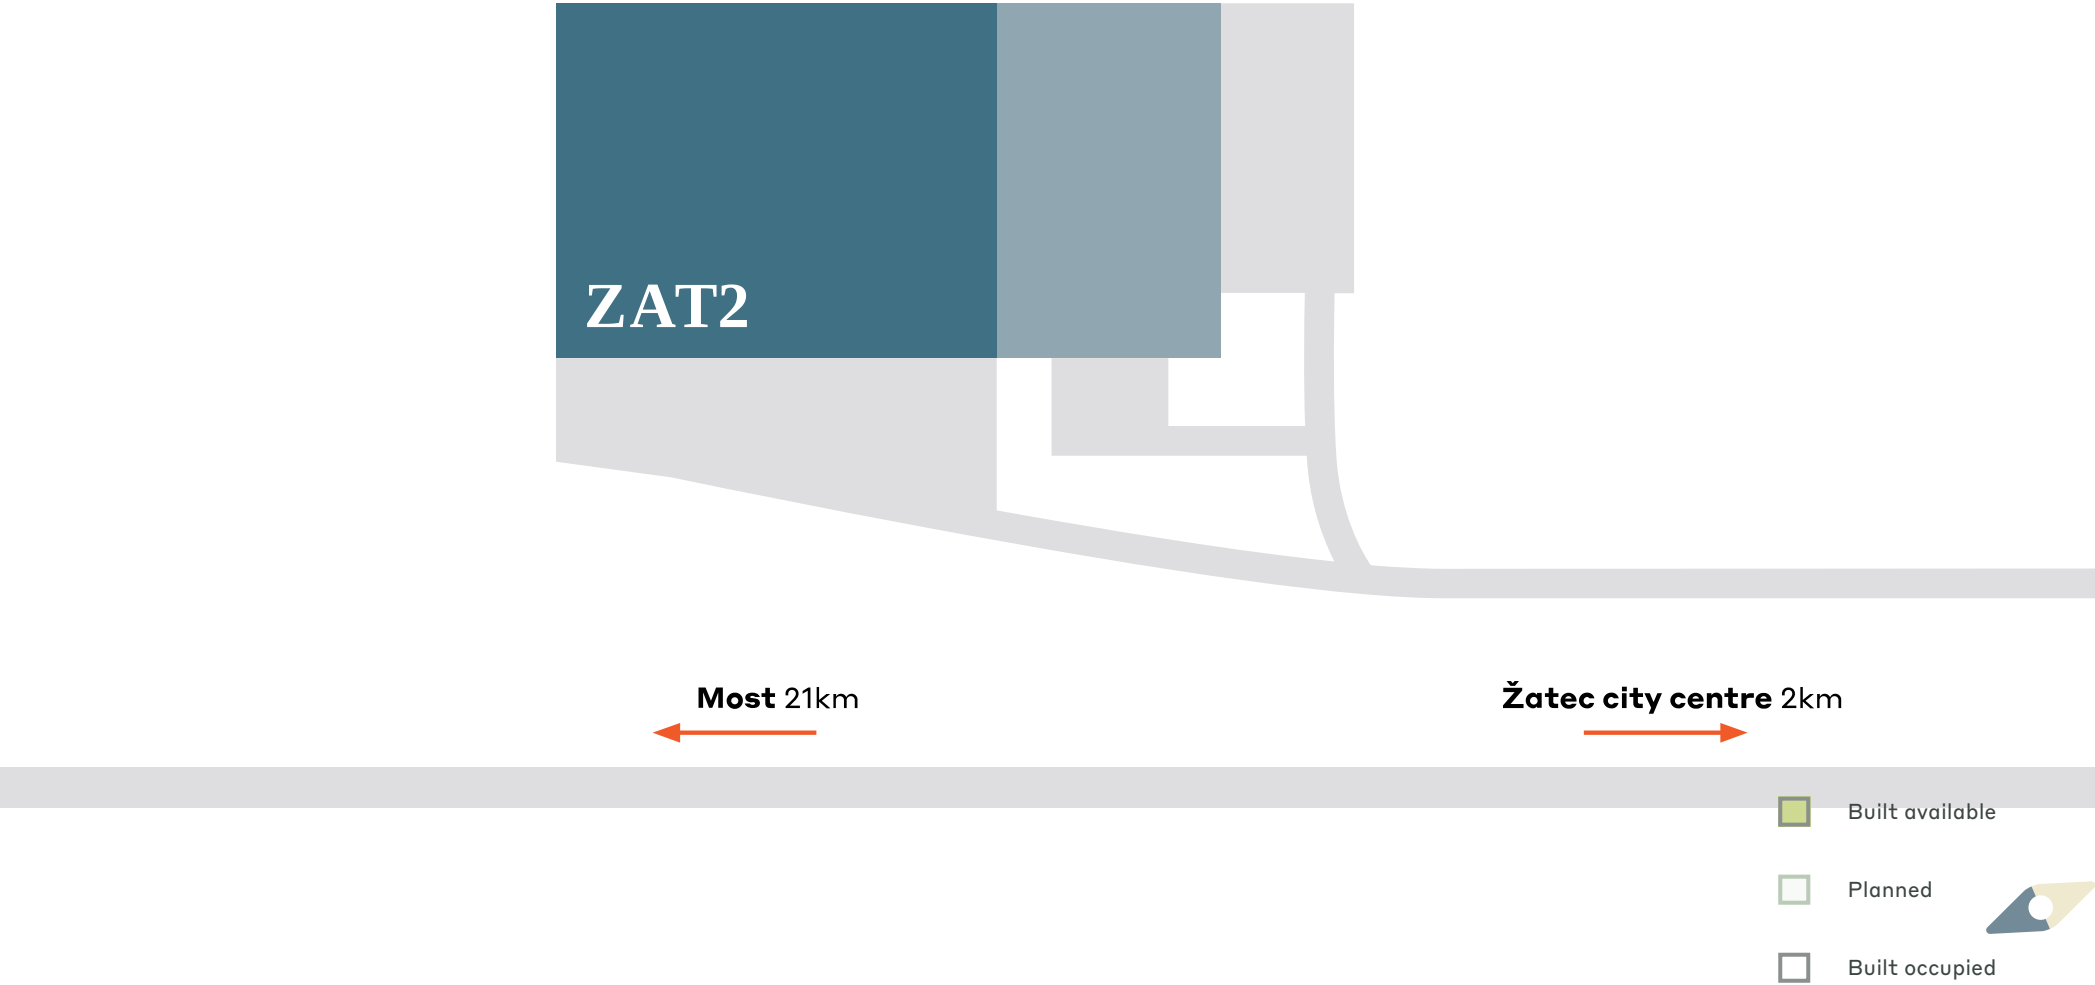 ZAT2
Most 21km
Žatec city centre 2km
Built available
Planned
Built occupied